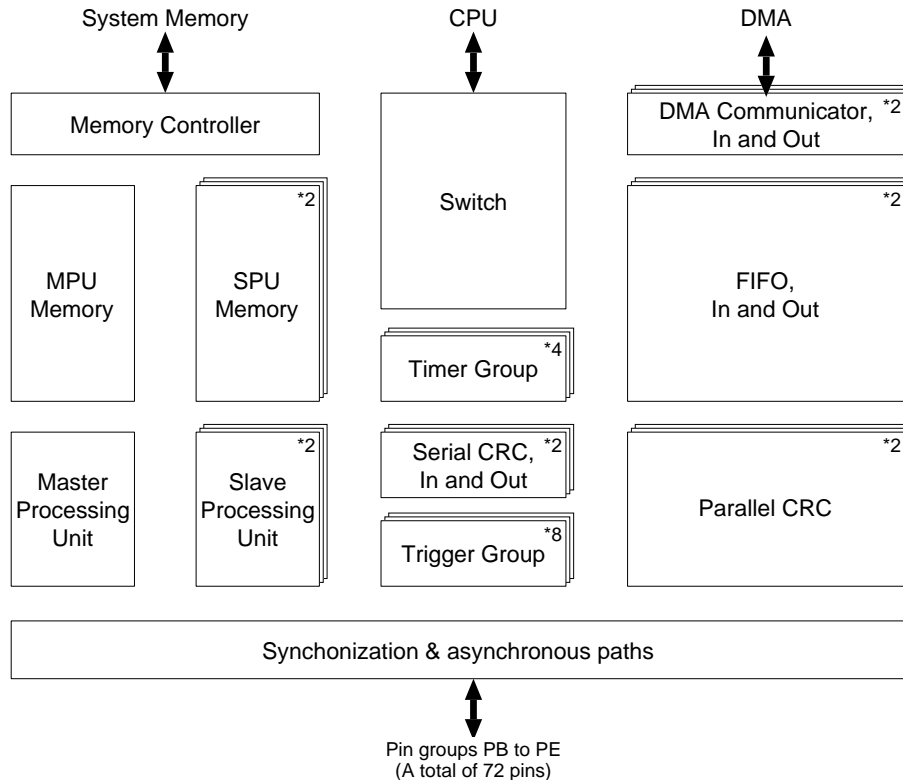 System Memory
CPU
DMA
Memory Controller
DMA Communicator,
In and Out
*2
MPU
Memory
SPU
Memory
*2
Switch
FIFO,
In and Out
*2
Timer Group
*4
Master
Processing
Unit
Slave
Processing
Unit
*2
Serial CRC,
In and Out
*2
Parallel CRC
*2
Trigger Group
*8
Synchonization & asynchronous paths
Pin groups PB to PE
(A total of 72 pins)